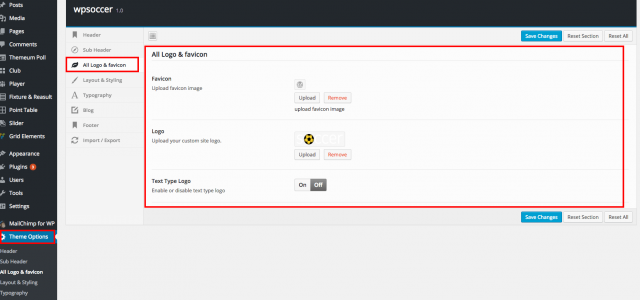 wpsoccer 1.0
Posts
Media
Pages
Comments
Themeum Poll
Club
Player
Fixture & Reasult
Point Table
Slider
Grid Elements
Appearance
Plugins
Users
Tools
Settings
MailChimp for WP
Theme Options
Header
Sub Header
All Logo & favicon
Layout & Styling
Typography
Header
Sub Header
All Logo & favicon
Layout & Styling
Typography
Blog
Footer
Import / Export
Save Changes Reset Section Reset All
All Logo & favicon
Favicon
Upload favicon image
Upload Remove
upload favicon image
Logo
Upload your custom site logo.
Upload Remove
Text Type Logo
Enable or disable text type logo
On Off
Save Changes Reset Section Reset All